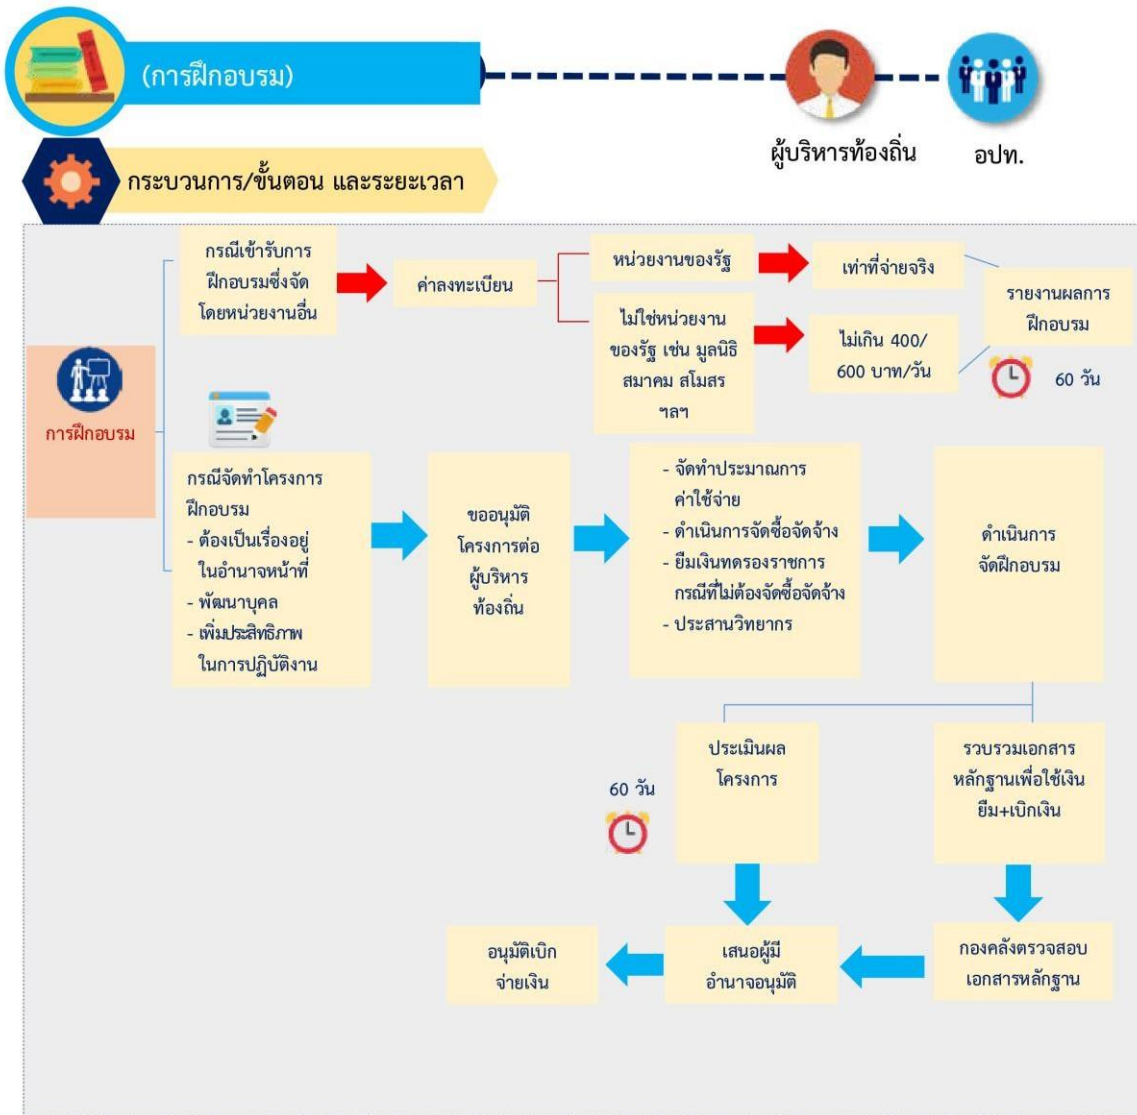 (การฝึกอบรม)
ผู้บริหารท้องถิ่น
อปท.
กระบวนการ/ขั้นตอน และระยะเวลา
การฝึกอบรม
กรณีเข้ารับการ
ฝึกอบรมซึ่งจัด
โดยหน่วยงานอื่น
ค่าลงทะเบียน
หน่วยงานของรัฐ
เท่าที่จ่ายจริง
ไม่ใช่หน่วยงาน
ของรัฐ เช่น มูลนิธิ
สมาคม สโมสร
ฯลฯ
ไม่เกิน 400/
600 บาท/วัน
รายงานผลการ
ฝึกอบรม
60 วัน
กรณีจัดทำโครงการ
ฝึกอบรม
- ต้องเป็นเรื่องอยู่
ในอำนาจหน้าที่
- พัฒนาบุคล
- เพิ่มประสิทธิภาพ
ในการปฏิบัติงาน
ขออนุมัติ
โครงการต่อ
ผู้บริหาร
ท้องถิ่น
- จัดทำประมาณการ
ค่าใช้จ่าย
- ดำเนินการจัดซื้อจัดจ้าง
- ยืมเงินทดรองราชการ
กรณีที่ไม่ต้องจัดซื้อจัดจ้าง
- ประสานวิทยากร
ดำเนินการ
จัดฝึกอบรม
ประเมินผล
โครงการ
60 วัน
รวบรวมเอกสาร
หลักฐานเพื่อใช้เงิน
ยืม+เบิกเงิน
กองคลังตรวจสอบ
เอกสารหลักฐาน
เสนอผู้มี
อำนาจอนุมัติ
อนุมัติเบิก
จ่ายเงิน